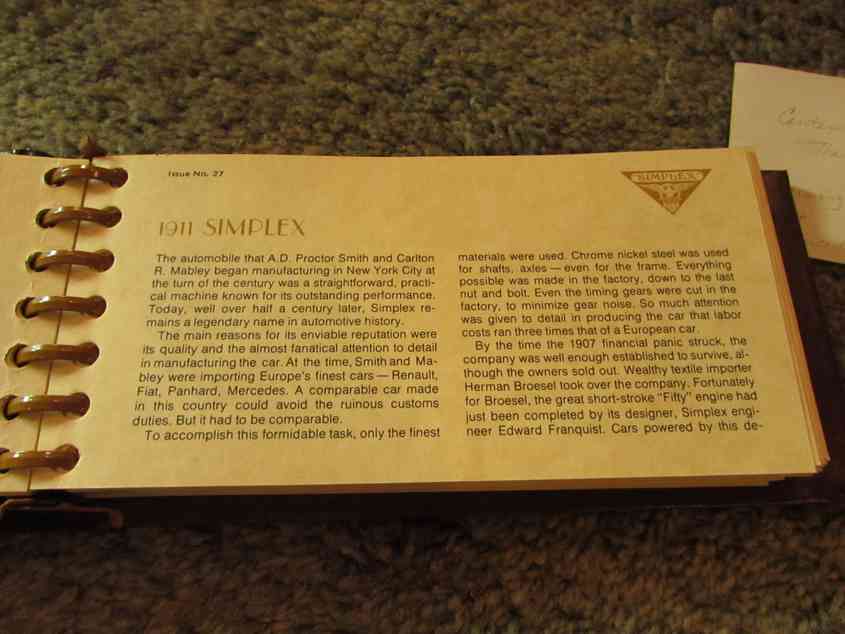 Issue No. 27
SIMPLEX
1911 SIMPLEX
The automobile that A.D. Proctor Smith and Carlton
R. Mabley began manufacturing in New York City at
the turn of the century was a straightforward, practi-
cal machine known for its outstanding performance.
Today, well over half a century later, Simplex re-
mains a legendary name in automotive history.
The main reasons for its enviable reputation were
its quality and the almost fanatical attention to detail
in manufacturing the car. At the time, Smith and Ma-
bley were importing Europe's finest cars — Renault,
Fiat, Panhard, Mercedes. A comparable car made
in this country could avoid the ruinous customs
duties. But it had to be comparable.
To accomplish this formidable task, only the finest
materials were used. Chrome nickel steel was used
for shafts, axles — even for the frame. Everything
possible was made in the factory, down to the last
nut and bolt. Even the timing gears were cut in the
factory, to minimize gear noise. So much attention
was given to detail in producing the car that labor
costs ran three times that of a European car.
By the time the 1907 financial panic struck, the
company was well enough established to survive, al-
though the owners sold out. Wealthy textile importer
Herman Broesel took over the company. Fortunately
for Broesel, the great short-stroke "Fifty" engine had
just been completed by its designer, Simplex engi-
neer Edward Franquist. Cars powered by this de-